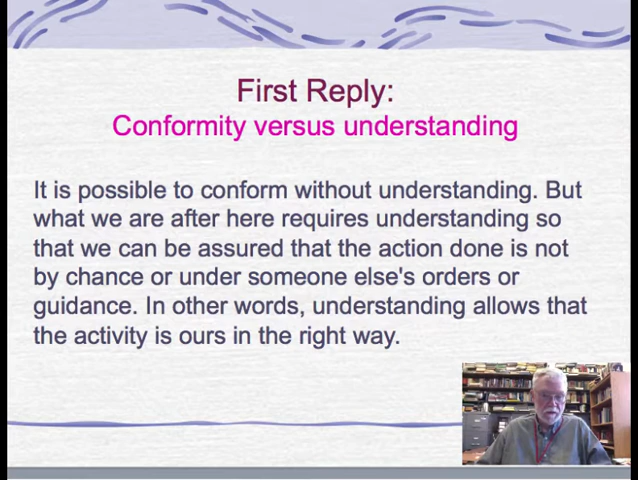 First Reply:
Conformity versus understanding
It is possible to conform without understanding. But
what we are after here requires understanding so
that we can be assured that the action done is not
by chance or under someone else's orders or
guidance. In other words, understanding allows that
the activity is ours in the right way.